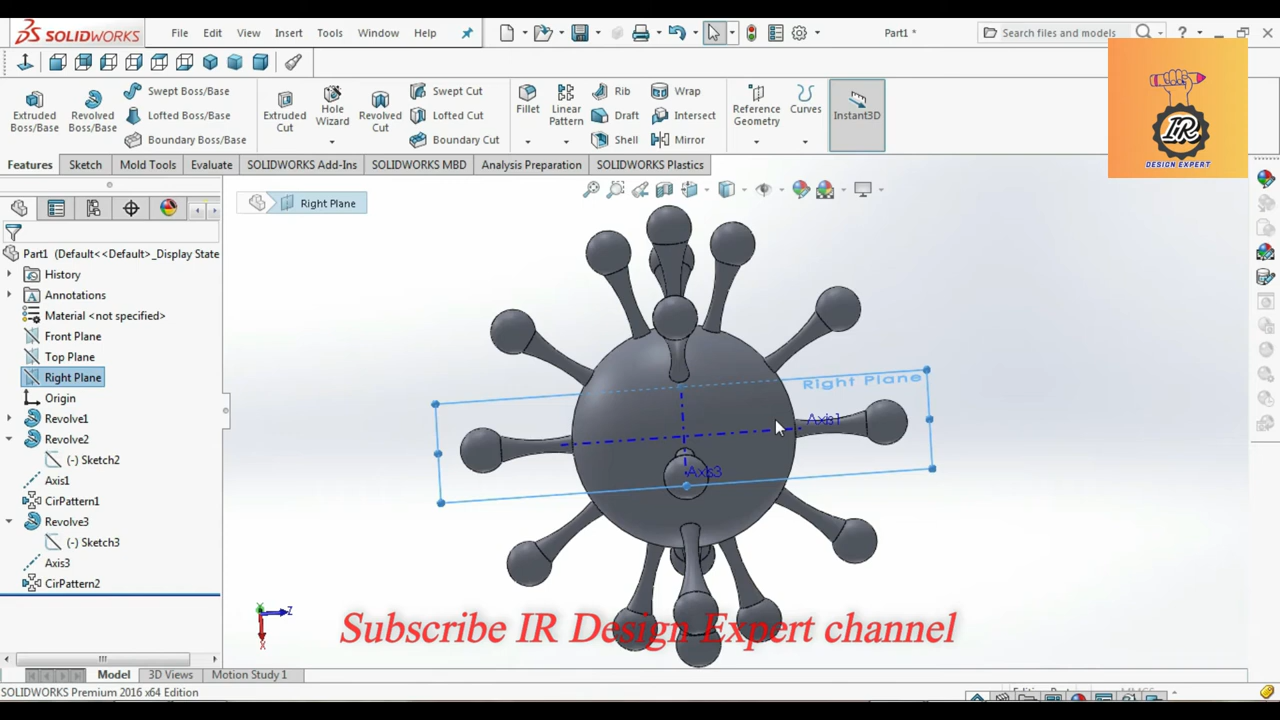 SOLIDWORKS File Edit View Insert Tools Window Help Part1 * Search files and models
Extruded Boss/Base Revolved Boss/Base Swept Boss/Base Lofted Boss/Base Boundary Boss/Base Extruded Cut Hole Wizard Revolved Cut Swept Cut Lofted Cut Boundary Cut Fillet Linear Pattern Rib Draft Shell Wrap Intersect Mirror Reference Geometry Curves Instant3D
IR
DESIGN EXPERT
Features Sketch Mold Tools Evaluate SOLIDWORKS Add-Ins SOLIDWORKS MBD Analysis Preparation SOLIDWORKS Plastics
Right Plane
Part1 (Default<<Default>_Display State
History
Annotations
Material <not specified>
Front Plane
Top Plane
Right Plane
Origin
Revolve1
Revolve2
(-) Sketch2
Axis1
CirPattern1
Revolve3
(-) Sketch3
Axis3
CirPattern2
Right Plane
Axis1
Axis3
Z
X
Subscribe IR Design Expert channel
Model 3D Views Motion Study 1
SOLIDWORKS Premium 2016 x64 Edition